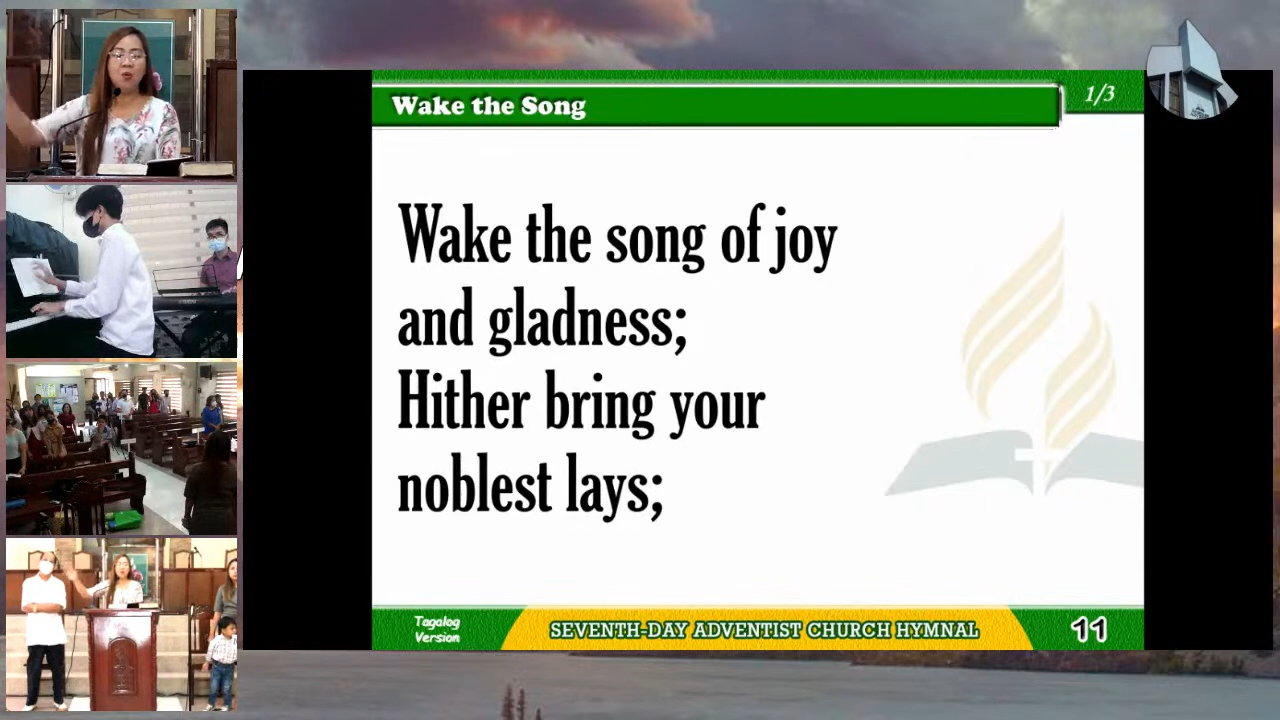 Wake the Song
1/3
Wake the song of joy
and gladness;
Hither bring your
noblest lays;
Tagalog
Version
SEVENTH-DAY ADVENTIST CHURCH HYMNAL
11